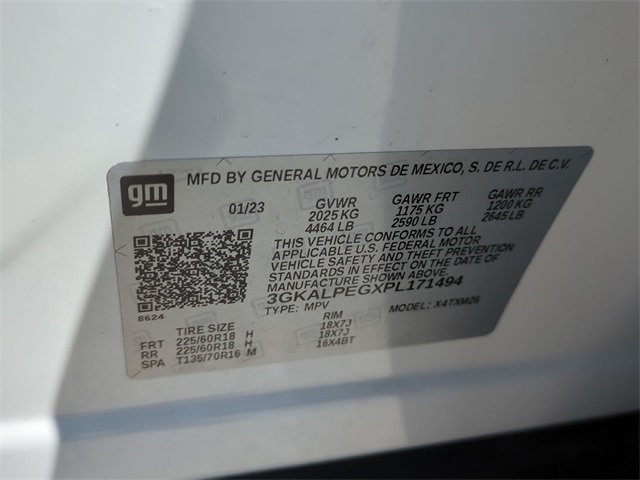 gm
MFD BY GENERAL MOTORS DE MEXICO, S. DE R.L. DE C.V.
01/23
GVWR GAWR FRT GAWR RR
2025 KG 1175 KG 1200 KG
4464 LB 2590 LB 2645 LB
THIS VEHICLE CONFORMS TO ALL
APPLICABLE U.S. FEDERAL MOTOR
VEHICLE SAFETY AND THEFT PREVENTION
STANDARDS IN EFFECT ON THE DATE OF
MANUFACTURE SHOWN ABOVE.
3GKALPEGXPL171494
TYPE: MPV MODEL: X4TXM26
8624
TIRE SIZE RIM
FRT 225/60R18 H 18X7J
RR 225/60R18 H 18X7J
SPA T135/70R16 M 16X4BT